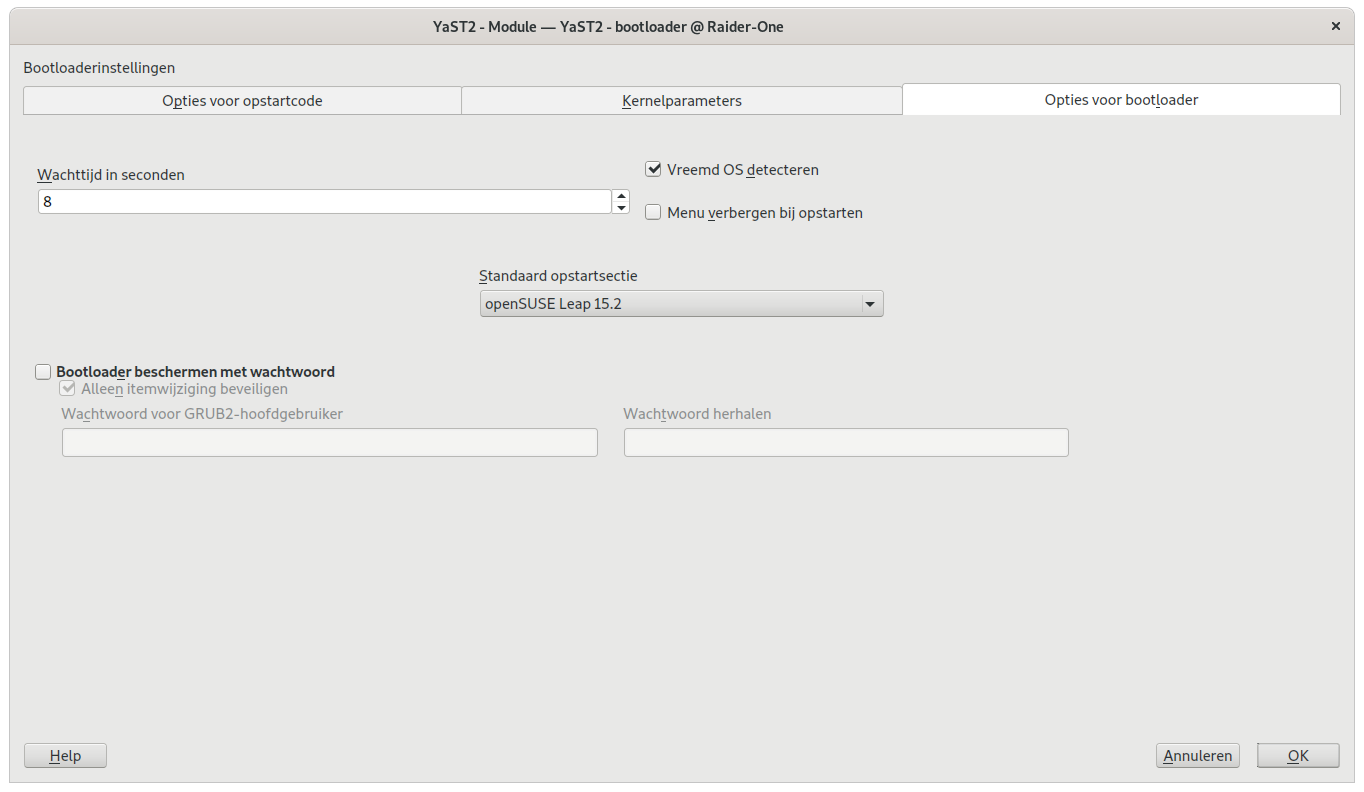 YaST2 - Module — YaST2 - bootloader @ Raider-One
Bootloaderinstellingen
Opties voor opstartcode
Kernelparameters
Opties voor bootloader
Wachttijd in seconden
8
Vreemd OS detecteren
Menu verbergen bij opstarten
Standaard opstartsectie
openSUSE Leap 15.2
Bootloader beschermen met wachtwoord
Alleen itemwijziging beveiligen
Wachtwoord voor GRUB2-hoofdgebruiker
Wachtwoord herhalen
Help
Annuleren
OK